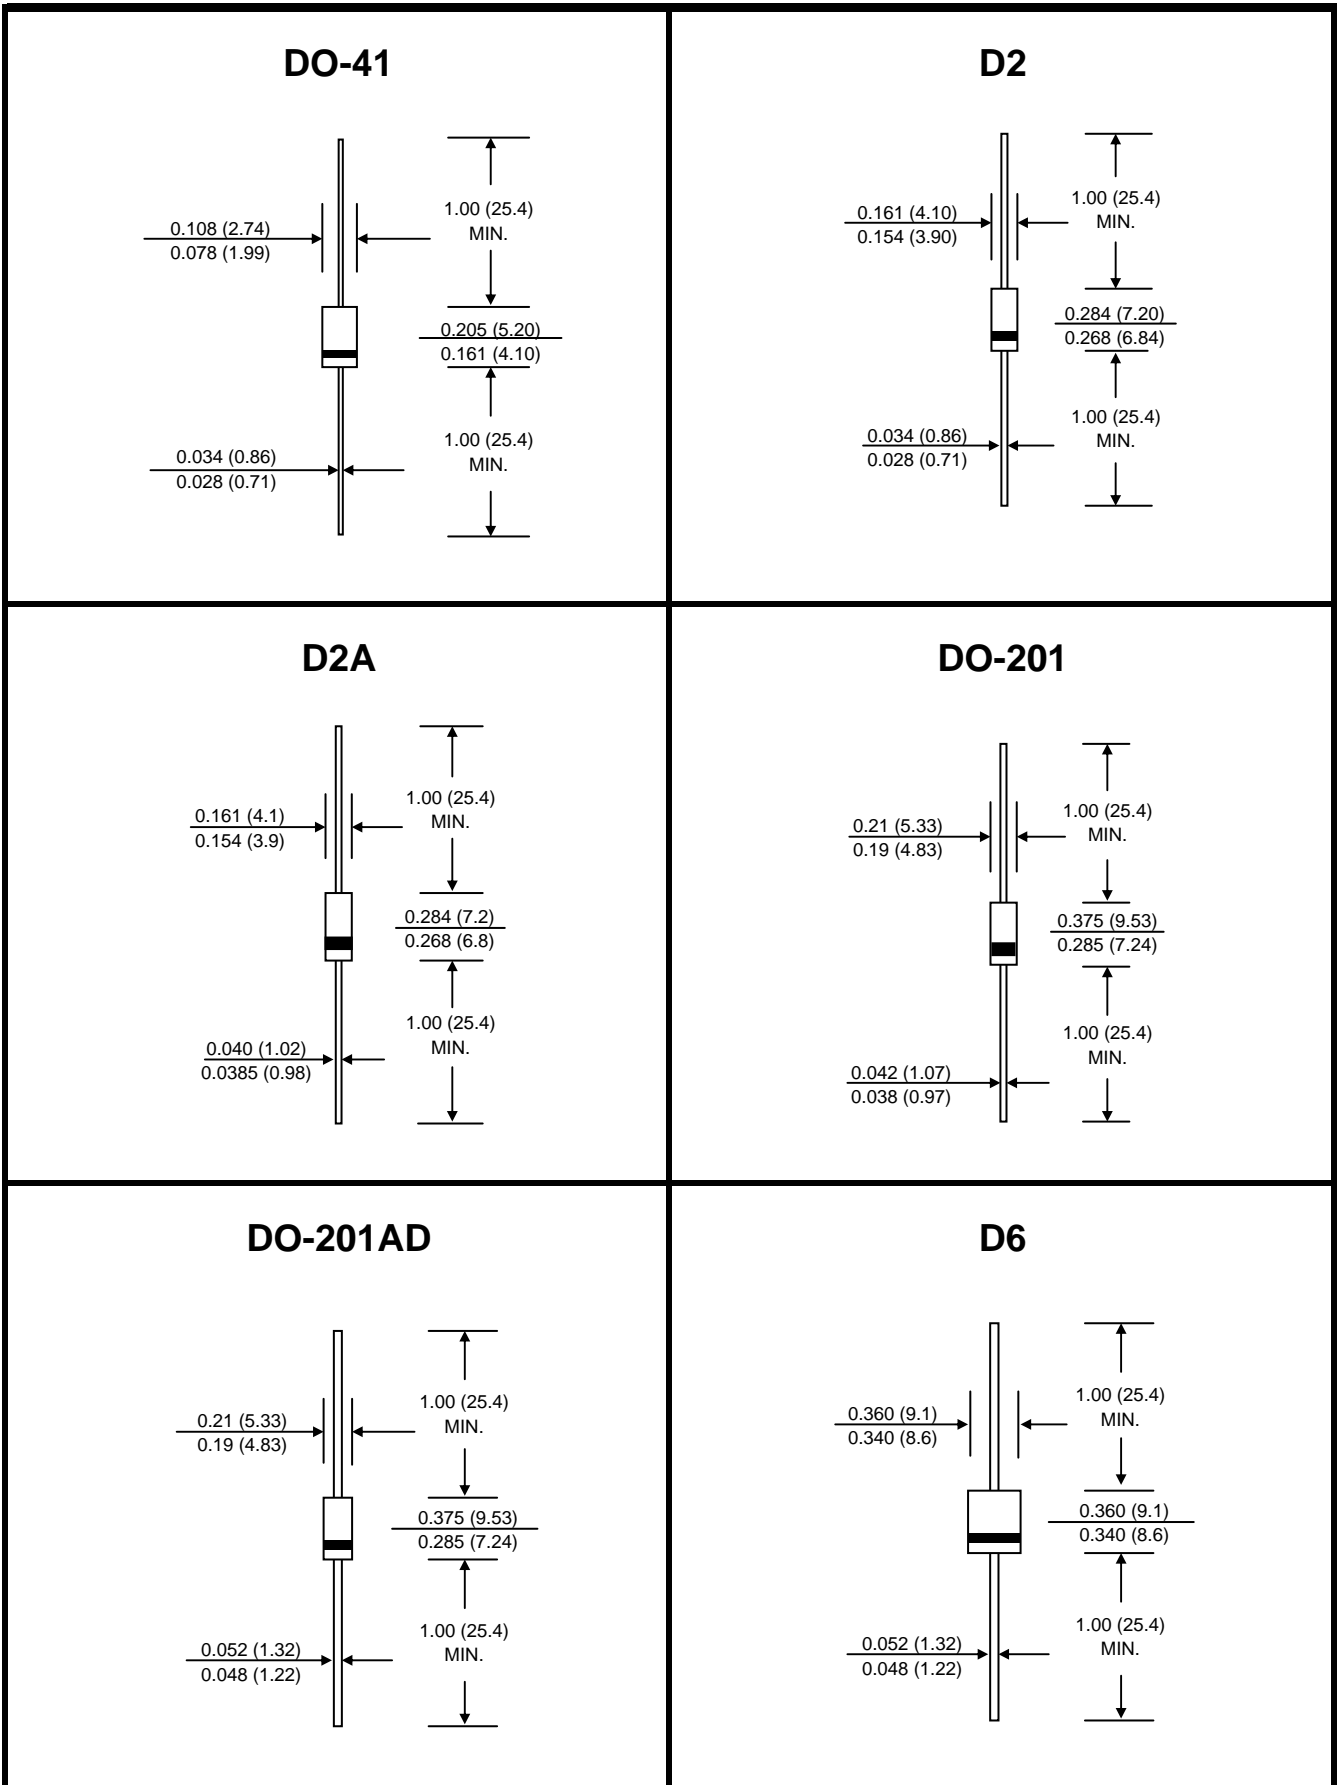 DO-41
1.00 (25.4)
MIN.
0.108 (2.74)
0.078 (1.99)
0.205 (5.20)
0.161 (4.10)
1.00 (25.4)
MIN.
0.034 (0.86)
0.028 (0.71)
D2
1.00 (25.4)
MIN.
0.161 (4.10)
0.154 (3.90)
0.284 (7.20)
0.268 (6.84)
1.00 (25.4)
MIN.
0.034 (0.86)
0.028 (0.71)
D2A
1.00 (25.4)
MIN.
0.161 (4.1)
0.154 (3.9)
0.284 (7.2)
0.268 (6.8)
1.00 (25.4)
MIN.
0.040 (1.02)
0.0385 (0.98)
DO-201
1.00 (25.4)
MIN.
0.21 (5.33)
0.19 (4.83)
0.375 (9.53)
0.285 (7.24)
1.00 (25.4)
MIN.
0.042 (1.07)
0.038 (0.97)
DO-201AD
1.00 (25.4)
MIN.
0.21 (5.33)
0.19 (4.83)
0.375 (9.53)
0.285 (7.24)
1.00 (25.4)
MIN.
0.052 (1.32)
0.048 (1.22)
D6
1.00 (25.4)
MIN.
0.360 (9.1)
0.340 (8.6)
0.360 (9.1)
0.340 (8.6)
1.00 (25.4)
MIN.
0.052 (1.32)
0.048 (1.22)